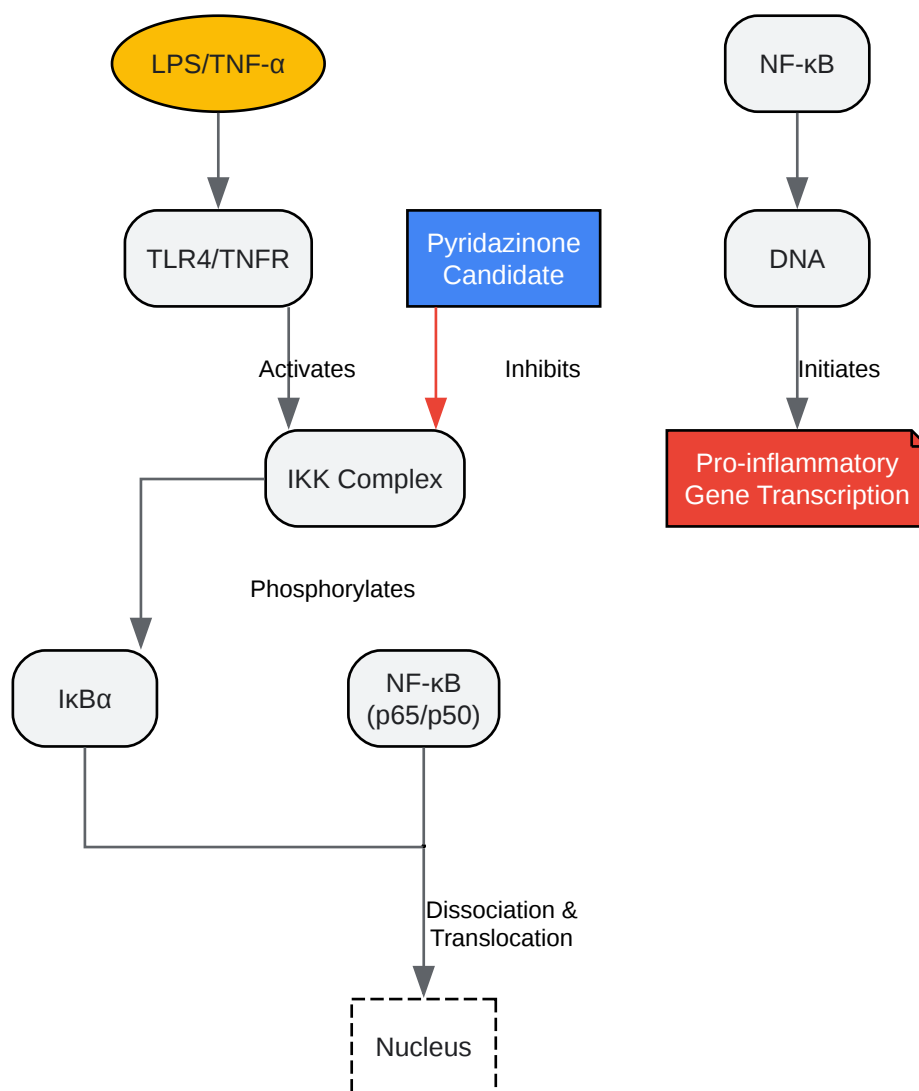 LPS/TNF-α
NF-κB
TLR4/TNFR
Pyridazinone
Candidate
DNA
Activates
Inhibits
Initiates
IKK Complex
Pro-inflammatory
Gene Transcription
Phosphorylates
IκBα
NF-κB
(p65/p50)
Dissociation &
Translocation
Nucleus